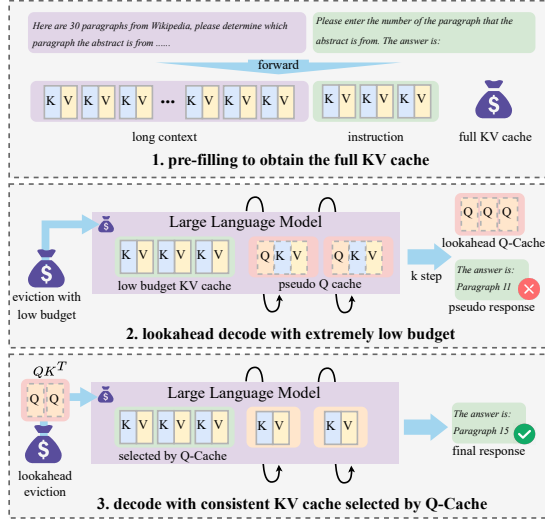 Here are 30 paragraphs from Wikipedia, please determine which
paragraph the abstract is from ......
Please enter the number of the paragraph that the
abstract is from. The answer is:
forward
K V K V K V ... K V K V K V
K V K V K V
$
long context
instruction
full KV cache
1. pre-filling to obtain the full KV cache
Large Language Model
$
K V K V K V
Q K V Q K V
low budget KV cache
pseudo Q cache
$
eviction with
low budget
k step
Q Q Q
lookahead Q-Cache
The answer is:
Paragraph 11
pseudo response
2. lookahead decode with extremely low budget
QK^T
Q Q
$
lookahead
eviction
Large Language Model
$
K V K V K V
K V K V
selected by Q-Cache
The answer is:
Paragraph 15
final response
3. decode with consistent KV cache selected by Q-Cache